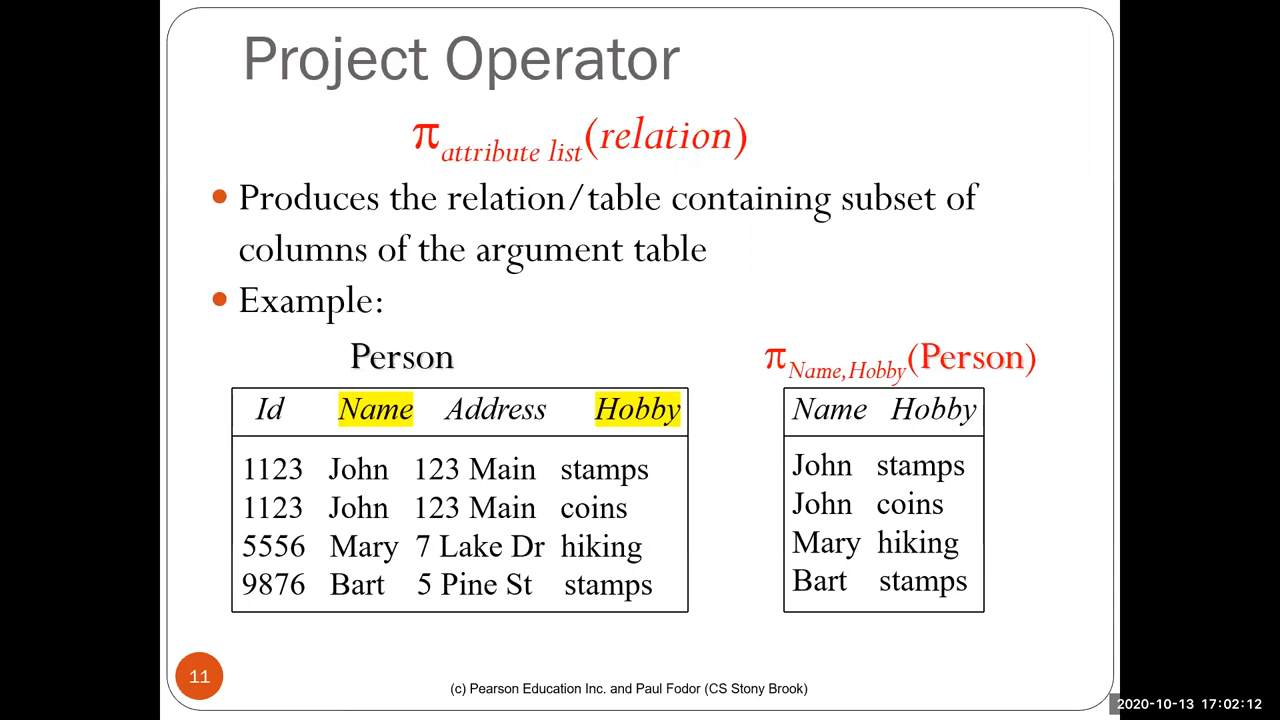 Project Operator
π attribute list(relation)
• Produces the relation/table containing subset of
columns of the argument table
• Example:
Person
Id Name Address Hobby
1123 John 123 Main stamps
1123 John 123 Main coins
5556 Mary 7 Lake Dr hiking
9876 Bart 5 Pine St stamps
π Name,Hobby(Person)
Name Hobby
John stamps
John coins
Mary hiking
Bart stamps
11
(c) Pearson Education Inc. and Paul Fodor (CS Stony Brook)
2020-10-13 17:02:12